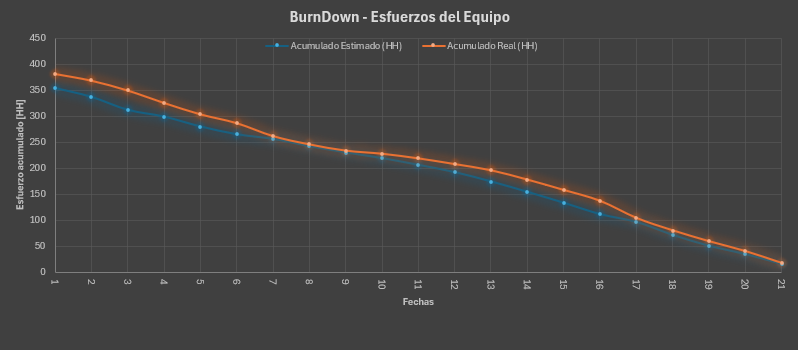 BurnDown - Esfuerzos del Equipo
Acumulado Estimado (HH)
Acumulado Real (HH)
Esfuerzo acumulado [HH]
450
400
350
300
250
200
150
100
50
0
1 2 3 4 5 6 7 8 9 10 11 12 13 14 15 16 17 18 19 20 21
Fechas